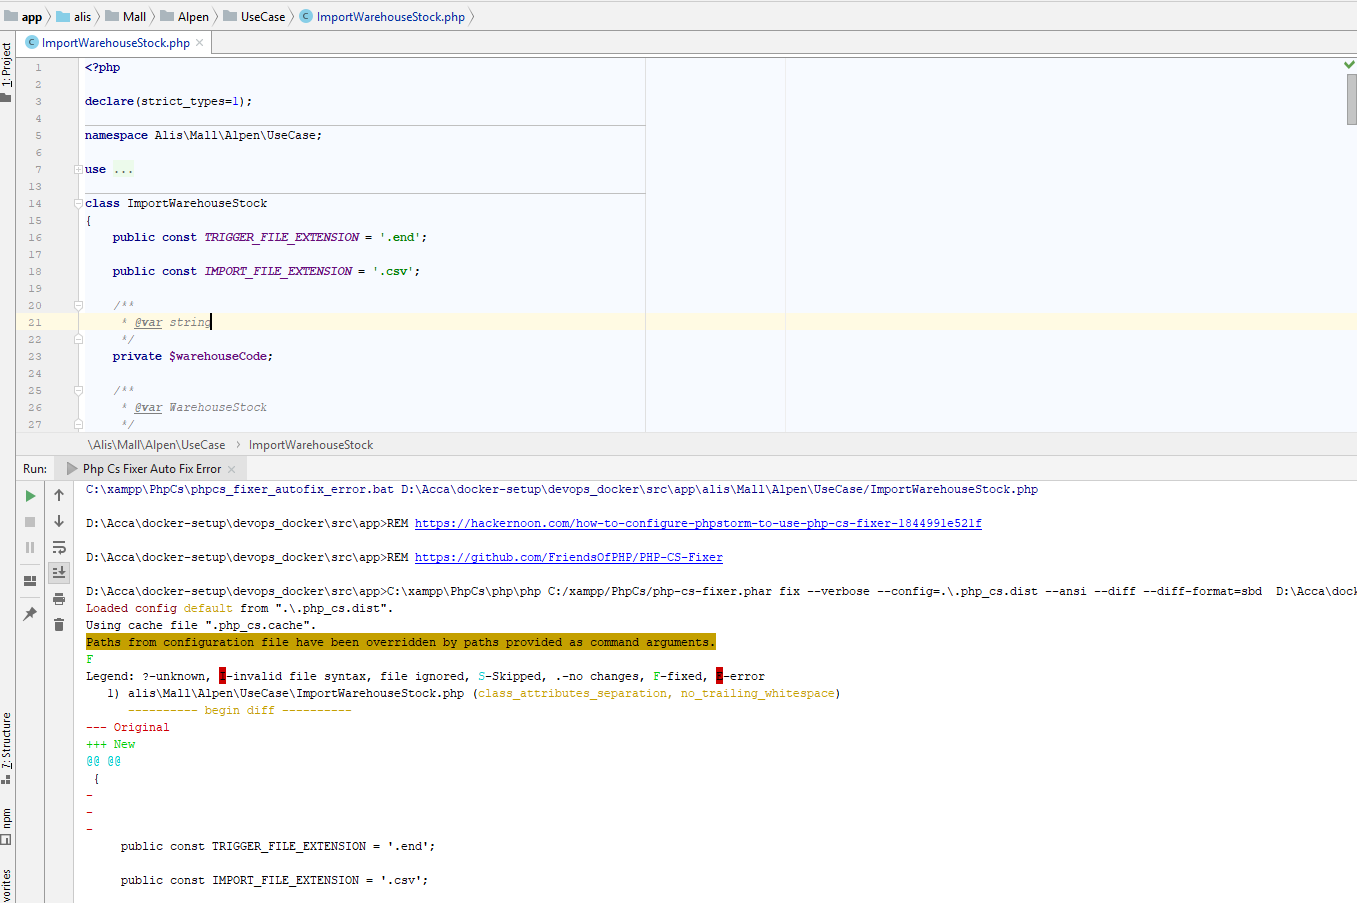 app alis Mall Alpen UseCase ImportWarehouseStock.php
ImportWarehouseStock.php
1: Project
1 <?php
2
3 declare(strict_types=1);
4
5 namespace Alis\Mall\Alpen\UseCase;
6
7 use ...
13
14 class ImportWarehouseStock
15 {
16 public const TRIGGER_FILE_EXTENSION = '.end';
17
18 public const IMPORT_FILE_EXTENSION = '.csv';
19
20 /**
21 * @var string
22 */
23 private $warehouseCode;
24
25 /**
26 * @var WarehouseStock
27 */
\Alis\Mall\Alpen\UseCase › ImportWarehouseStock
Run: Php Cs Fixer Auto Fix Error
C:\xampp\PhpCs\phpcs_fixer_autofix_error.bat D:\Acca\docker-setup\devops_docker\src\app\alis\Mall\Alpen\UseCase/ImportWarehouseStock.php
D:\Acca\docker-setup\devops_docker\src\app>REM https://hackernoon.com/how-to-configure-phpstorm-to-use-php-cs-fixer-1844991e521f
D:\Acca\docker-setup\devops_docker\src\app>REM https://github.com/FriendsOfPHP/PHP-CS-Fixer
D:\Acca\docker-setup\devops_docker\src\app>C:\xampp\PhpCs\php\php C:/xampp/PhpCs/php-cs-fixer.phar fix --verbose --config=.\.php_cs.dist --ansi --diff --diff-format=sbd D:\Acca\doc
Loaded config default from ".\.php_cs.dist".
Using cache file ".php_cs.cache".
Paths from configuration file have been overridden by paths provided as command arguments.
F
Legend: ?-unknown, I-invalid file syntax, file ignored, S-Skipped, .-no changes, F-fixed, E-error
1) alis\Mall\Alpen\UseCase\ImportWarehouseStock.php (class_attributes_separation, no_trailing_whitespace)
---------- begin diff ----------
--- Original
+++ New
@@ @@
{
-
-
-
public const TRIGGER_FILE_EXTENSION = '.end';
public const IMPORT_FILE_EXTENSION = '.csv';
7: Structure
npm
vorites